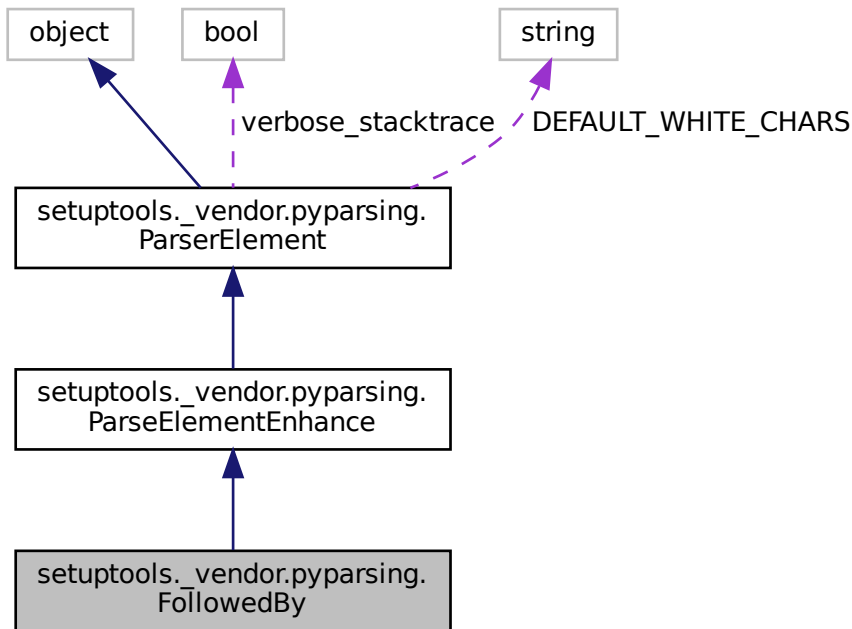 object
bool
string
verbose_stacktrace
DEFAULT_WHITE_CHARS
setuptools._vendor.pyparsing.
ParserElement
setuptools._vendor.pyparsing.
ParseElementEnhance
setuptools._vendor.pyparsing.
FollowedBy